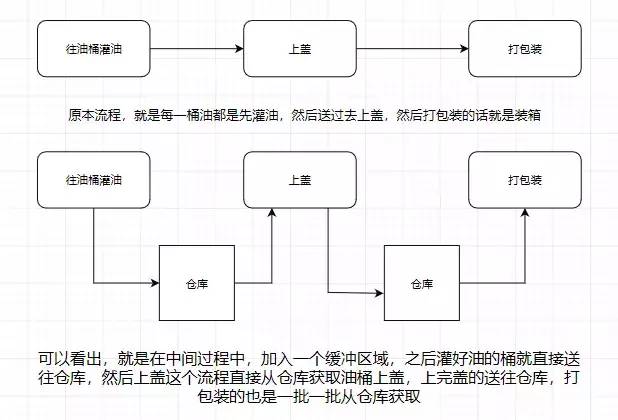 往油桶灌油 上盖 打包装
原本流程，就是每一桶油都是先灌油，然后送过去上盖，然后打包装的话就是装箱
往油桶灌油 上盖 打包装
仓库 仓库
可以看出，就是在中间过程中，加入一个缓冲区域，之后灌好油的桶就直接送
往仓库，然后上盖这个流程直接从仓库获取油桶上盖，上完盖的送往仓库，打
包装的也是一批一批从仓库获取